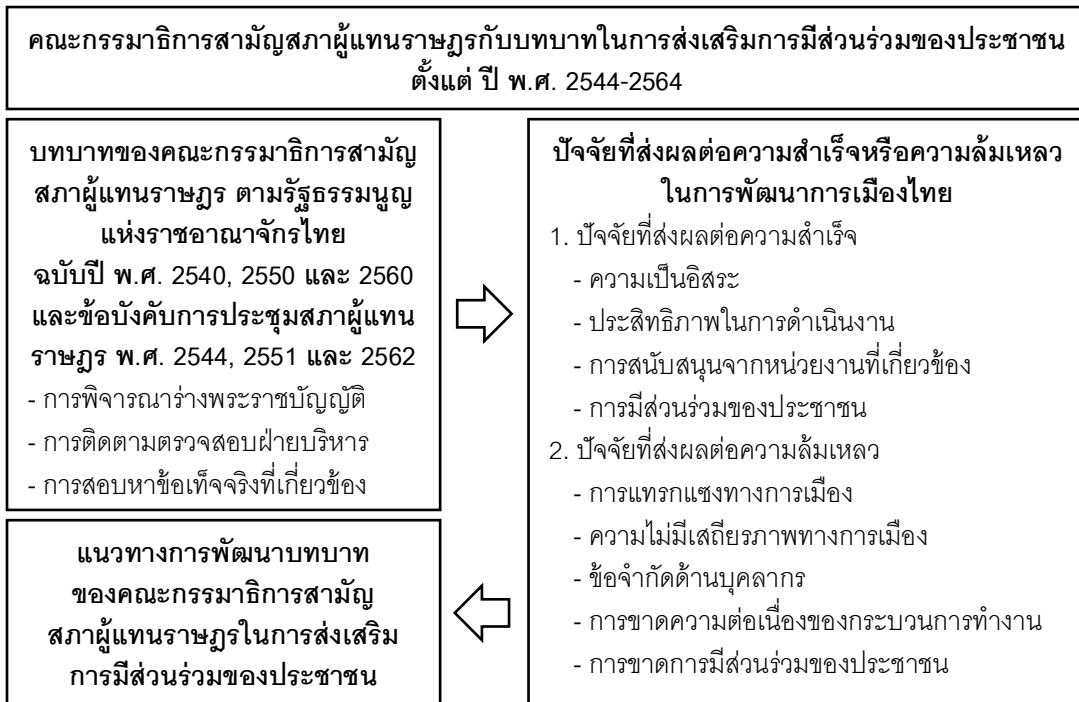 คณะกรรมาธิการสามัญสภาผู้แทนราษฎรกับบทบาทในการส่งเสริมการมีส่วนร่วมของประชาชน
ตั้งแต่ ปี พ.ศ. 2544-2564
บทบาทของคณะกรรมาธิการสามัญ
สภาผู้แทนราษฎร ตามรัฐธรรมนูญ
แห่งราชอาณาจักรไทย
ฉบับปี พ.ศ. 2540, 2550 และ 2560
และข้อบังคับการประชุมสภาผู้แทน
ราษฎร พ.ศ. 2544, 2551 และ 2562
- การพิจารณาร่างพระราชบัญญัติ
- การติดตามตรวจสอบฝ่ายบริหาร
- การสอบหาข้อเท็จจริงที่เกี่ยวข้อง
ปัจจัยที่ส่งผลต่อความสำเร็จหรือความล้มเหลว
ในการพัฒนาการเมืองไทย
1. ปัจจัยที่ส่งผลต่อความสำเร็จ
- ความเป็นอิสระ
- ประสิทธิภาพในการดำเนินงาน
- การสนับสนุนจากหน่วยงานที่เกี่ยวข้อง
- การมีส่วนร่วมของประชาชน
2. ปัจจัยที่ส่งผลต่อความล้มเหลว
- การแทรกแซงทางการเมือง
- ความไม่มีเสถียรภาพทางการเมือง
- ข้อจำกัดด้านบุคลากร
- การขาดความต่อเนื่องของกระบวนการทำงาน
- การขาดการมีส่วนร่วมของประชาชน
แนวทางการพัฒนาบทบาท
ของคณะกรรมาธิการสามัญ
สภาผู้แทนราษฎรในการส่งเสริม
การมีส่วนร่วมของประชาชน